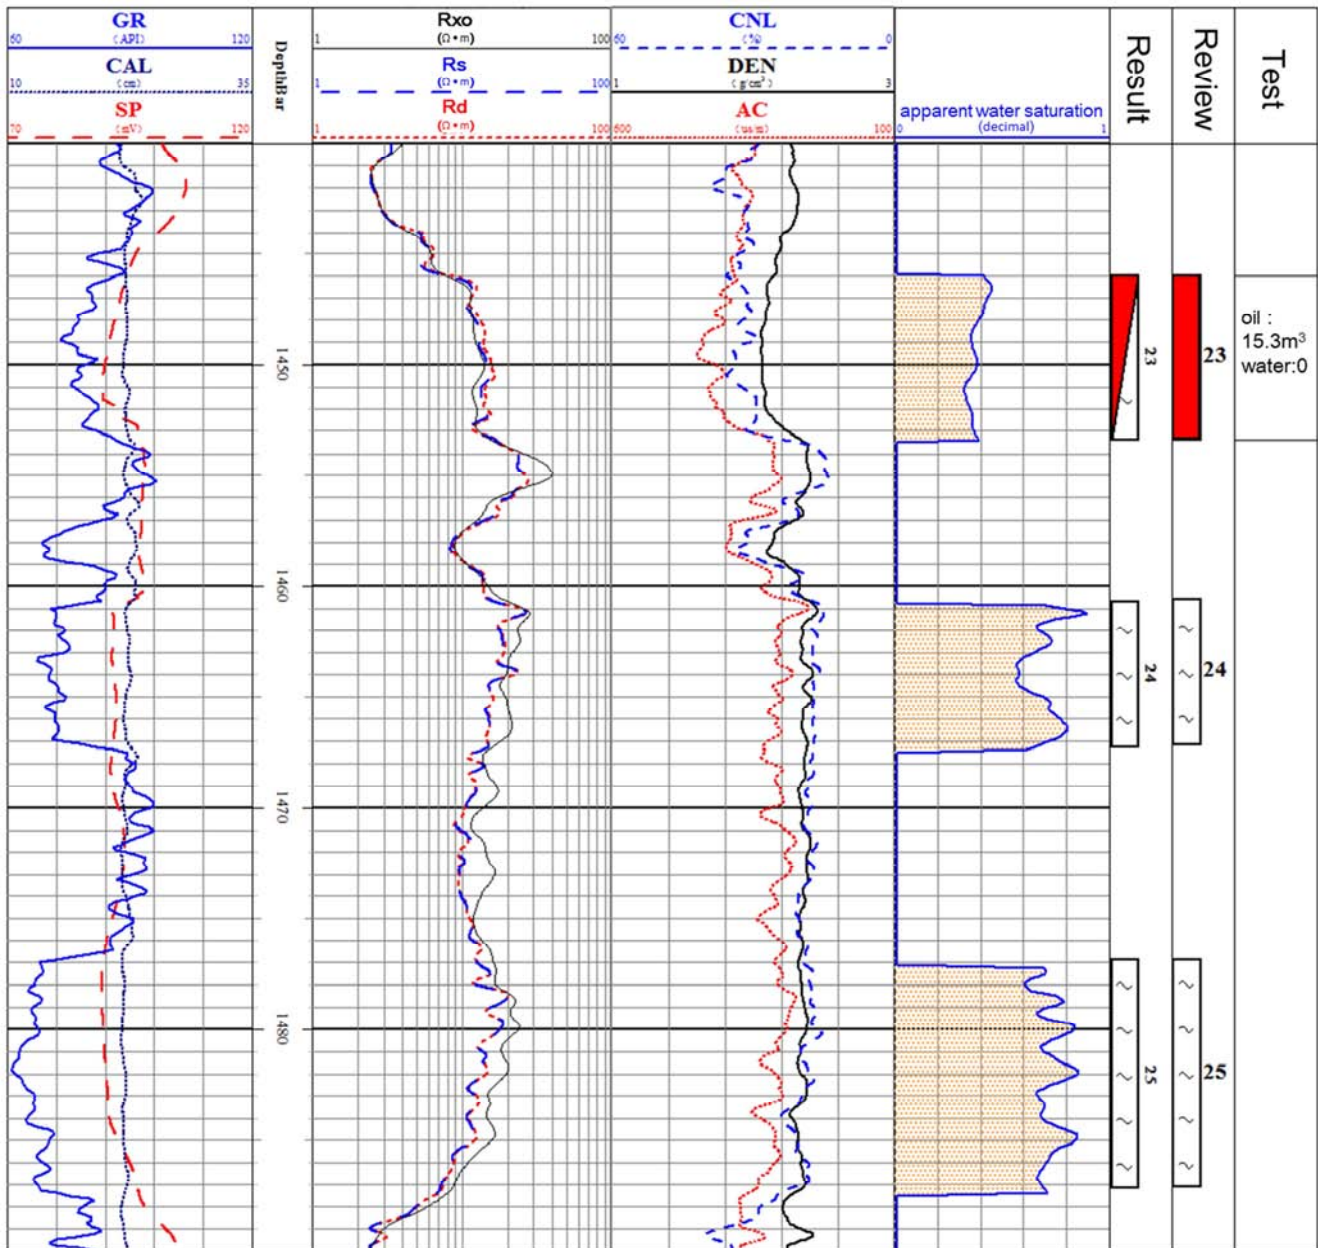 GR
60 (API) 120
CAL
10 (cm) 35
SP
70 (mV) 120
DepthBar
Rxo
1 (Ω•m) 100
Rs
1 (Ω•m) 100
Rd
1 (Ω•m) 100
CNL
60 (%) 0
DEN
1 (g/cm³) 3
AC
600 (us/m) 100
apparent water saturation
0 (decimal) 1
Result
Review
Test
1450
1460
1470
1480
23
24
25
23
24
25
oil :
15.3m³
water:0